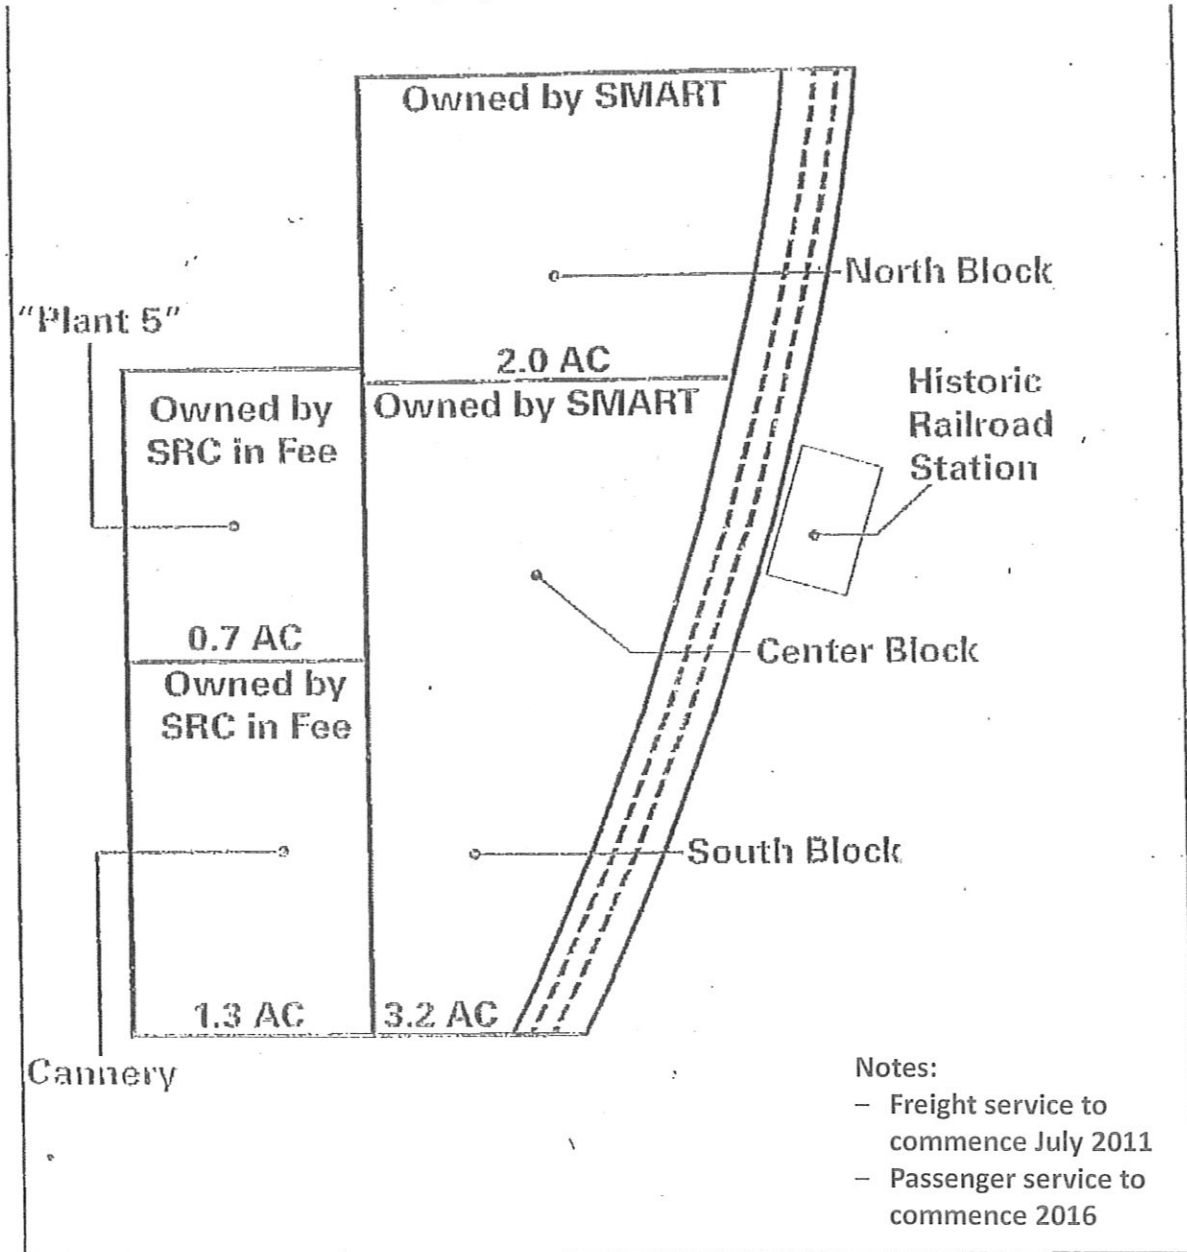 Owned by SMART
North Block
"Plant 5"
2.0 AC
Owned by SMART
Historic
Railroad
Station
Owned by
SRC in Fee
0.7 AC
Center Block
Owned by
SRC in Fee
South Block
1.3 AC
3.2 AC
Cannery
Notes:
– Freight service to
commence July 2011
– Passenger service to
commence 2016